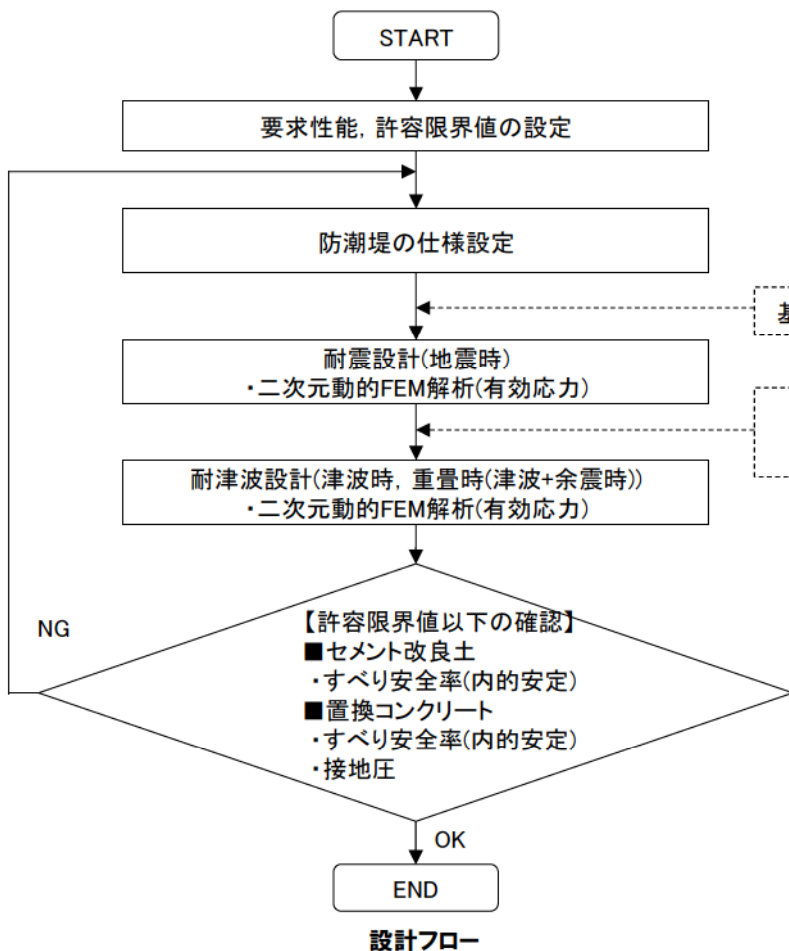 START
要求性能，許容限界値の設定
防潮堤の仕様設定
基
耐震設計(地震時)
・二次元動的FEM解析(有効応力)
耐津波設計(津波時，重畳時(津波+余震時))
・二次元動的FEM解析(有効応力)
NG
【許容限界値以下の確認】
■セメント改良土
・すべり安全率(内的安定)
■置換コンクリート
・すべり安全率(内的安定)
・接地圧
OK
END
設計フロー